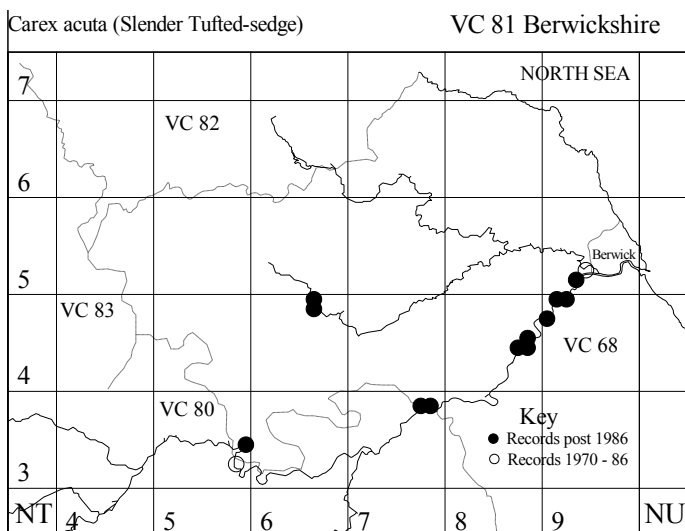 Carex acuta (Slender Tufted-sedge) VC 81 Berwickshire
NORTH SEA
7
VC 82
6
Berwick
5
VC 83
VC 68
4
VC 80
Key
Records post 1986
Records 1970 - 86
3
NT 4 5 6 7 8 9 NU